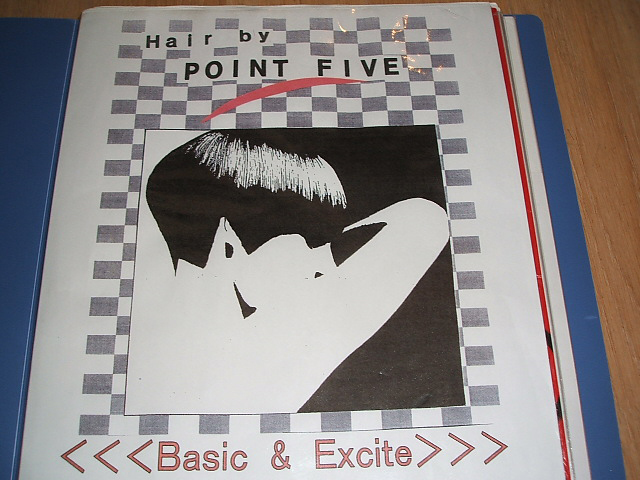 Hair by
POINT FIVE
<<<Basic & Excite>>>